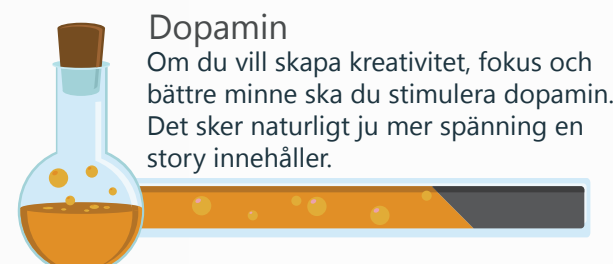 Dopamin
Om du vill skapa kreativitet, fokus och
bättre minne ska du stimulera dopamin.
Det sker naturligt ju mer spänning en
story innehåller.